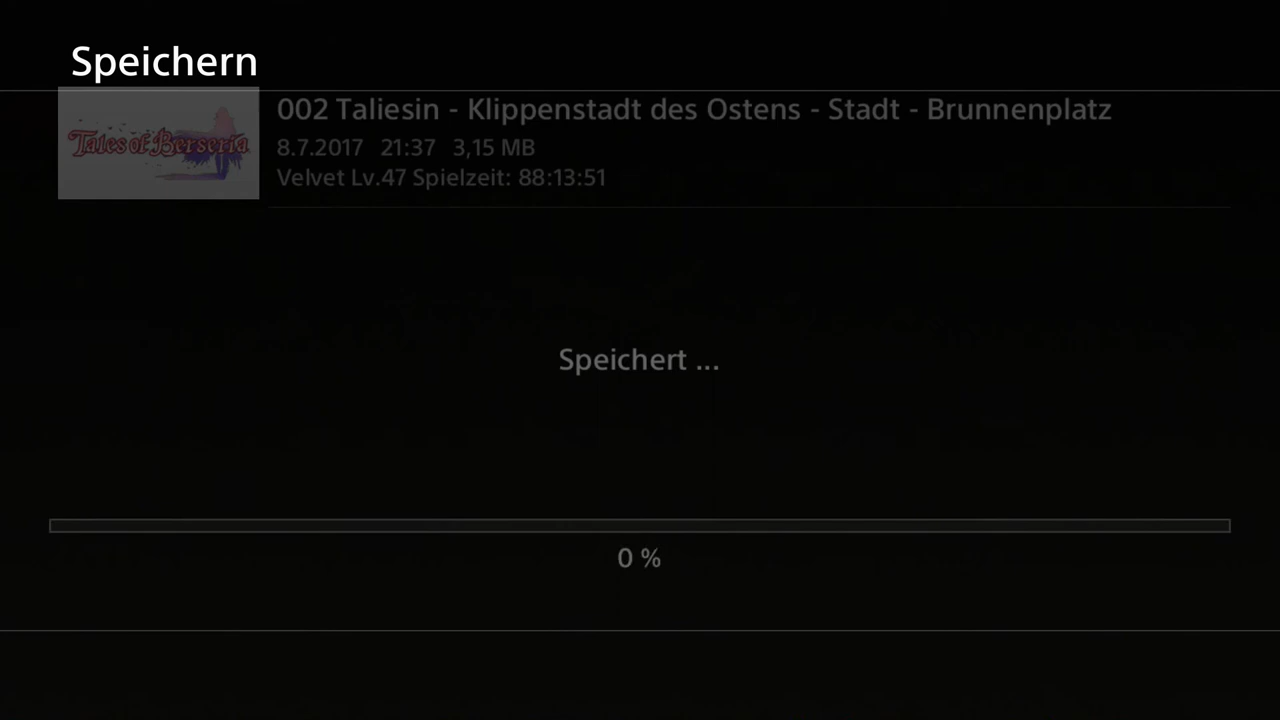 Speichern
Tales of Berseria
002 Taliesin - Klippenstadt des Ostens - Stadt - Brunnenplatz
8.7.2017 21:37 3,15 MB
Velvet Lv.47 Spielzeit: 88:13:51
Speichert ...
0 %